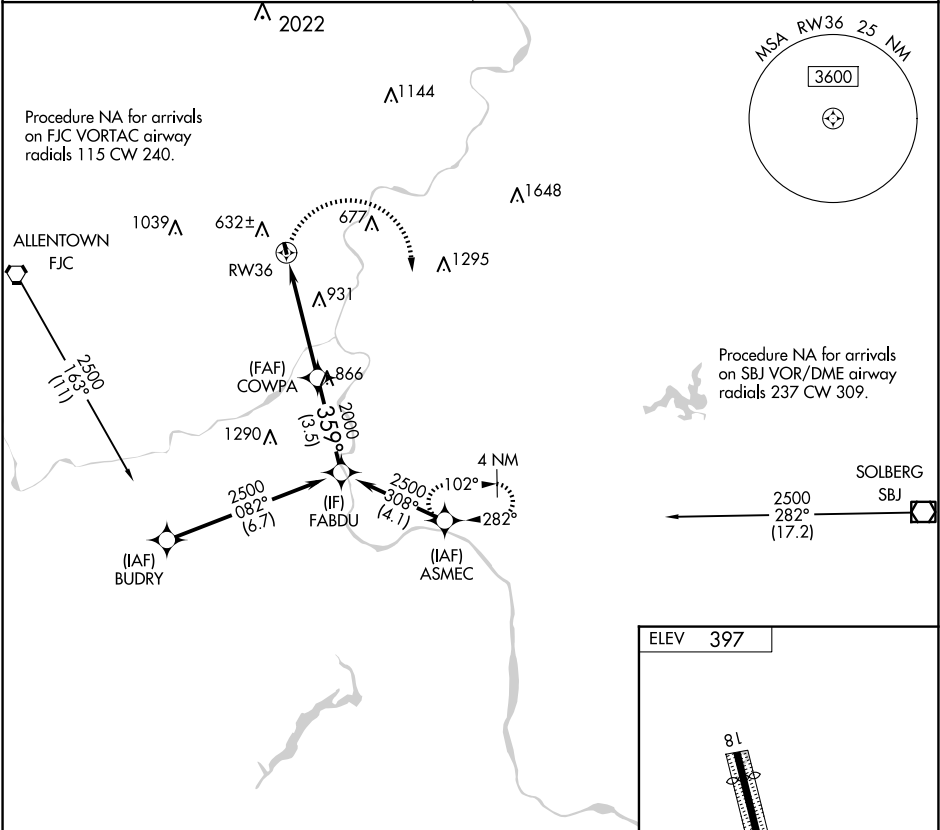 2022
MSA RW36 25 NM
3600
1144
Procedure NA for arrivals
on FJC VORTAC airway
radials 115 CW 240.
1648
1039
632±
677
ALLENTOWN
FJC
RW36
1295
931
2500
163°
(11)
(FAF)
COWPA
866
Procedure NA for arrivals
on SBJ VOR/DME airway
radials 237 CW 309.
2000
359°
(3.5)
1290
4 NM
102°
282°
2500
308°
(4.1)
2500
082°
(6.7)
(IF)
FABDU
SOLBERG
SBJ
2500
282°
(17.2)
(IAF)
BUDRY
(IAF)
ASMEC
ELEV 397
18